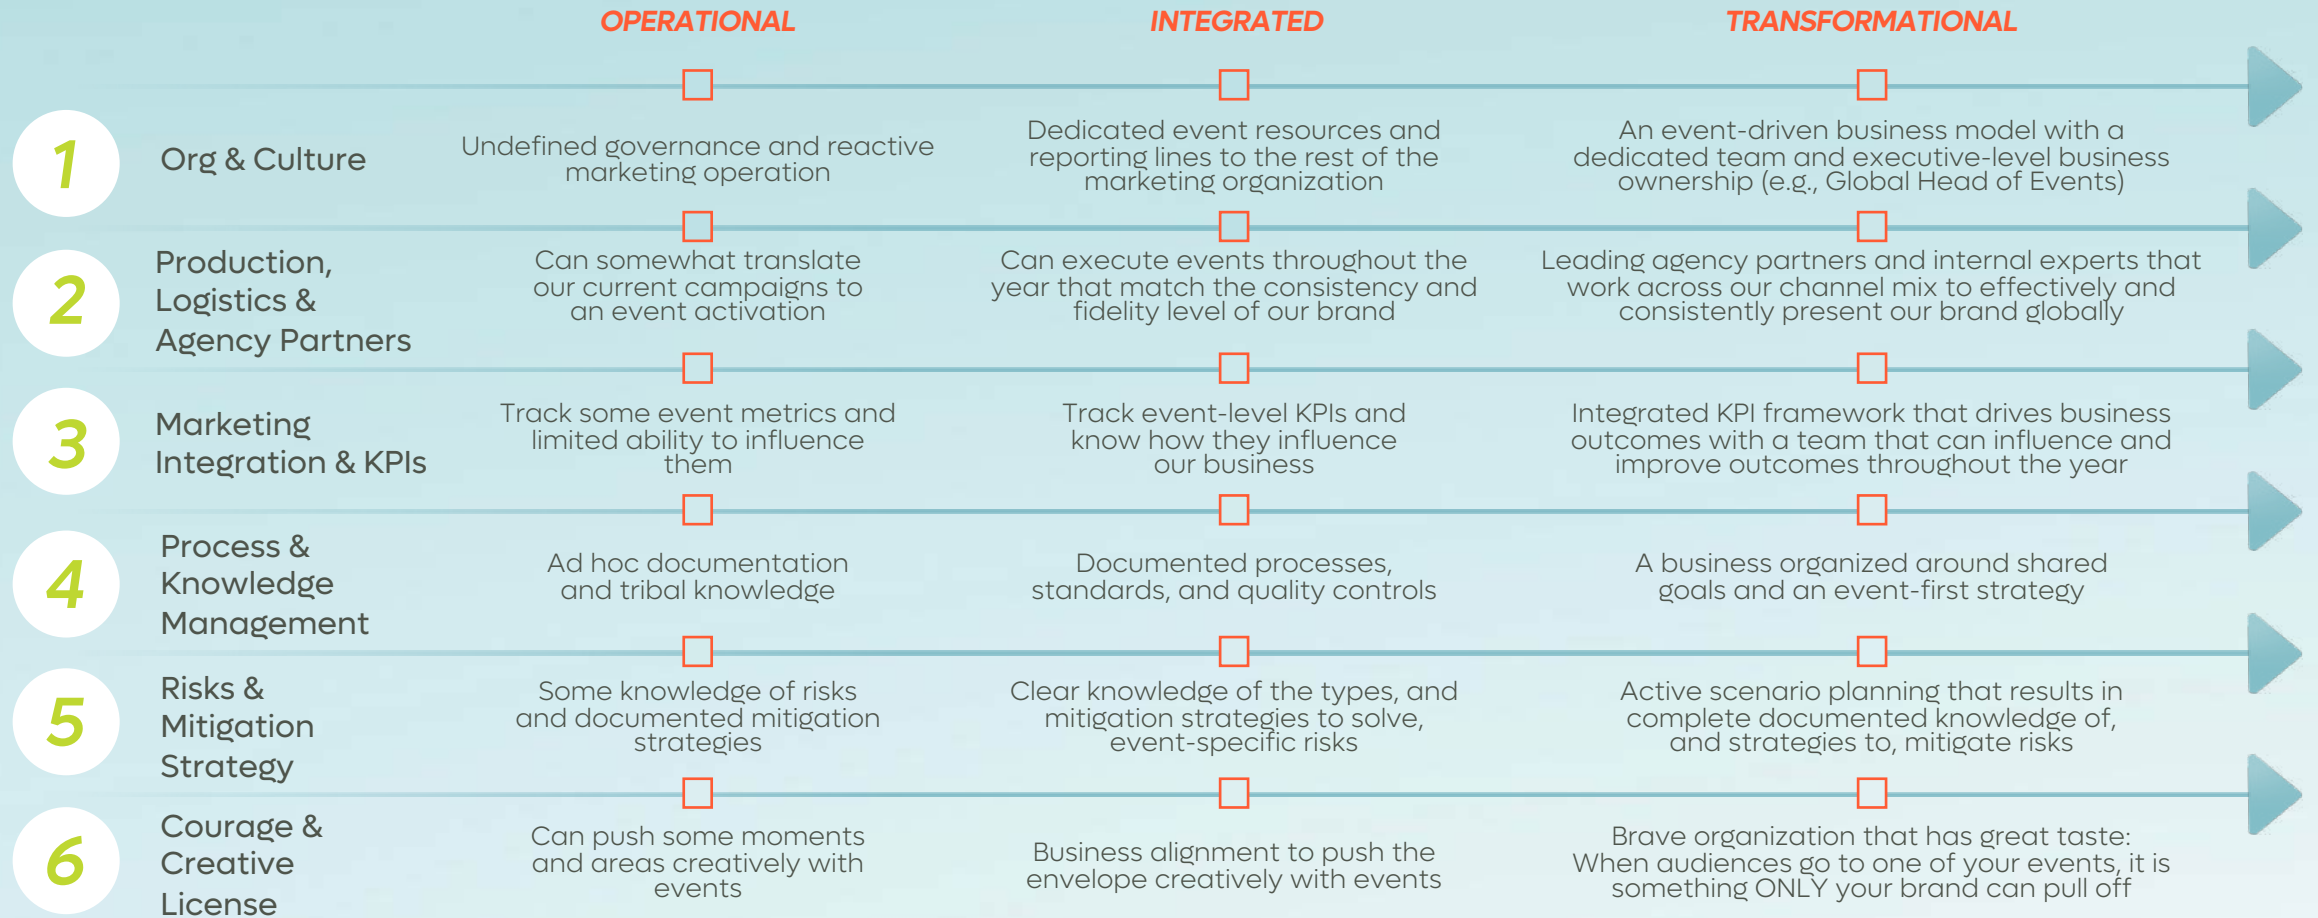 OPERATIONAL
INTEGRATED
TRANSFORMATIONAL
1
Org & Culture
Undefined governance and reactive
marketing operation
Dedicated event resources and
reporting lines to the rest of the
marketing organization
An event-driven business model with a
dedicated team and executive-level business
ownership (e.g., Global Head of Events)
2
Production,
Logistics &
Agency Partners
Can somewhat translate
our current campaigns to
an event activation
Can execute events throughout the
year that match the consistency and
fidelity level of our brand
Leading agency partners and internal experts that
work across our channel mix to effectively and
consistently present our brand globally
3
Marketing
Integration & KPIs
Track some event metrics and
limited ability to influence
them
Track event-level KPIs and
know how they influence
our business
Integrated KPI framework that drives business
outcomes with a team that can influence and
improve outcomes throughout the year
4
Process &
Knowledge
Management
Ad hoc documentation
and tribal knowledge
Documented processes,
standards, and quality controls
A business organized around shared
goals and an event-first strategy
5
Risks &
Mitigation
Strategy
Some knowledge of risks
and documented mitigation
strategies
Clear knowledge of the types, and
mitigation strategies to solve,
event-specific risks
Active scenario planning that results in
complete documented knowledge of,
and strategies to, mitigate risks
6
Courage &
Creative
License
Can push some moments
and areas creatively with
events
Business alignment to push the
envelope creatively with events
Brave organization that has great taste:
When audiences go to one of your events, it is
something ONLY your brand can pull off